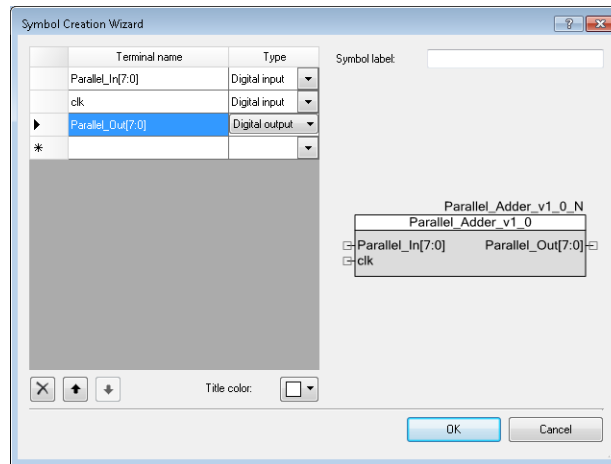 Symbol Creation Wizard
Terminal name Type
Parallel_In[7:0] Digital input
clk Digital input
Parallel_Out[7:0] Digital output
Symbol label:
Parallel_Adder_v1_0_N
Parallel_Adder_v1_0
Parallel_In[7:0] Parallel_Out[7:0]
clk
Title color:
OK Cancel